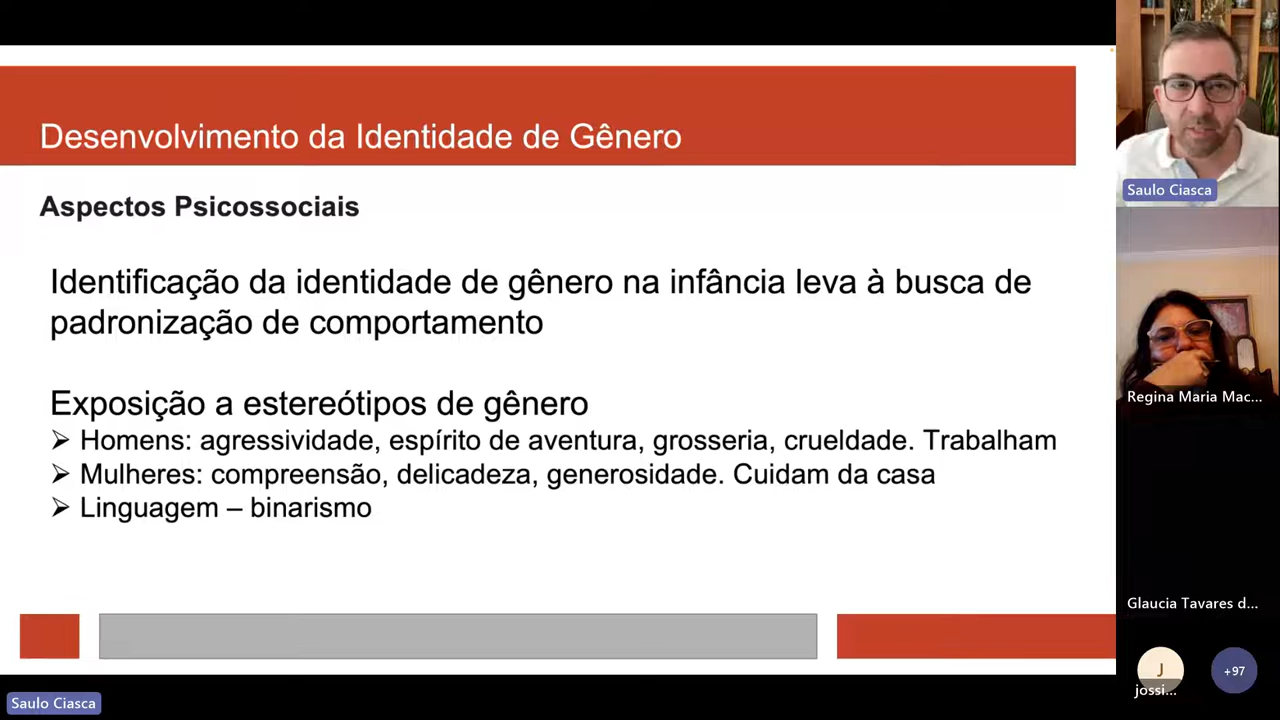 Desenvolvimento da Identidade de Gênero
Aspectos Psicossociais
Identificação da identidade de gênero na infância leva à busca de
padronização de comportamento
Exposição a estereótipos de gênero
➢ Homens: agressividade, espírito de aventura, grosseria, crueldade. Trabalham
➢ Mulheres: compreensão, delicadeza, generosidade. Cuidam da casa
➢ Linguagem – binarismo
Saulo Ciasca
Saulo Ciasca
Regina Maria Mac...
Glaucia Tavares d...
J
jossi...
+97